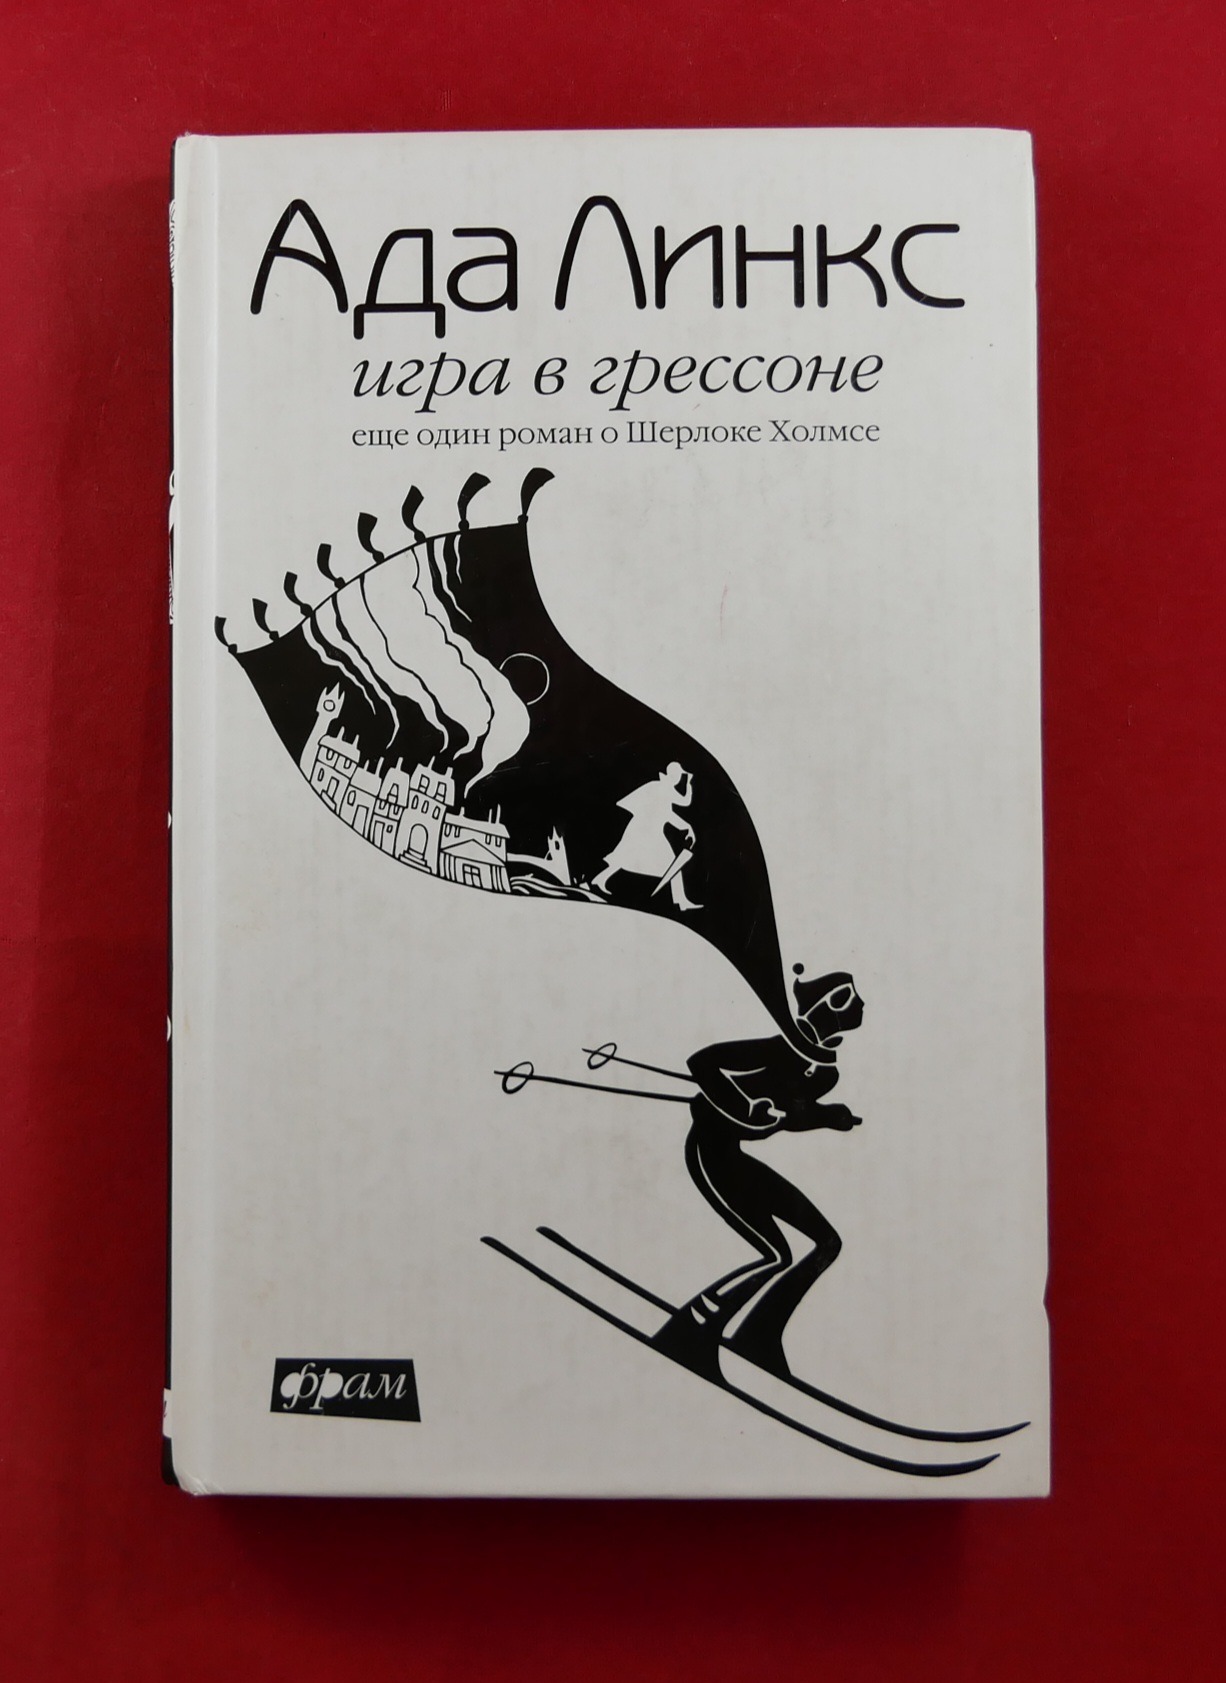 Ада Линкс
игра в грессоне
еще один роман о Шерлоке Холмсе
фрам